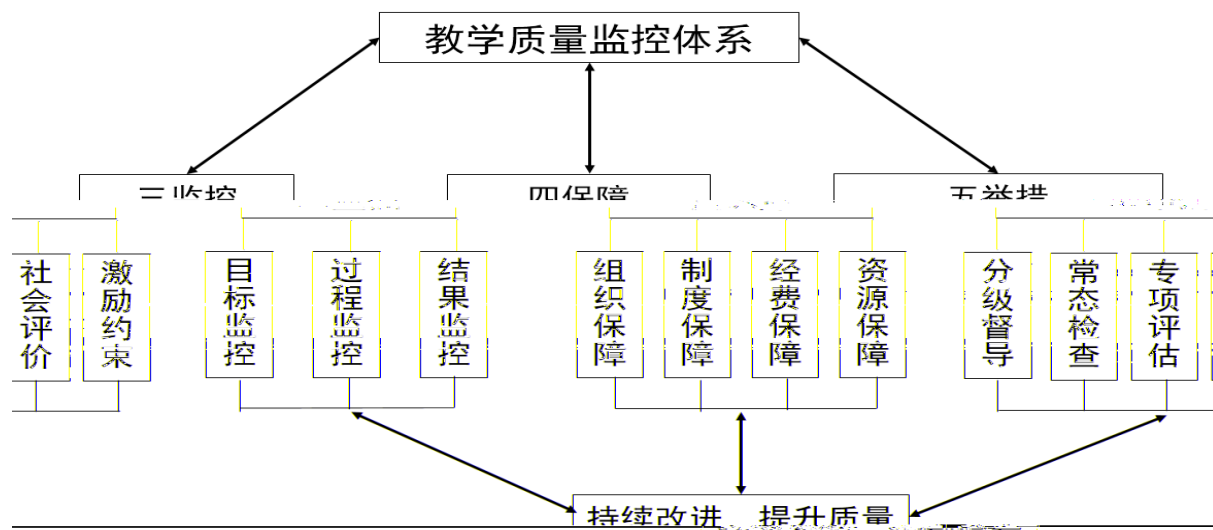 教学质量监控体系
三监控
四保障
五举措
社会评价
激励约束
目标监控
过程监控
结果监控
组织保障
制度保障
经费保障
资源保障
分级督导
常态检查
专项评估
持续改进 提升质量